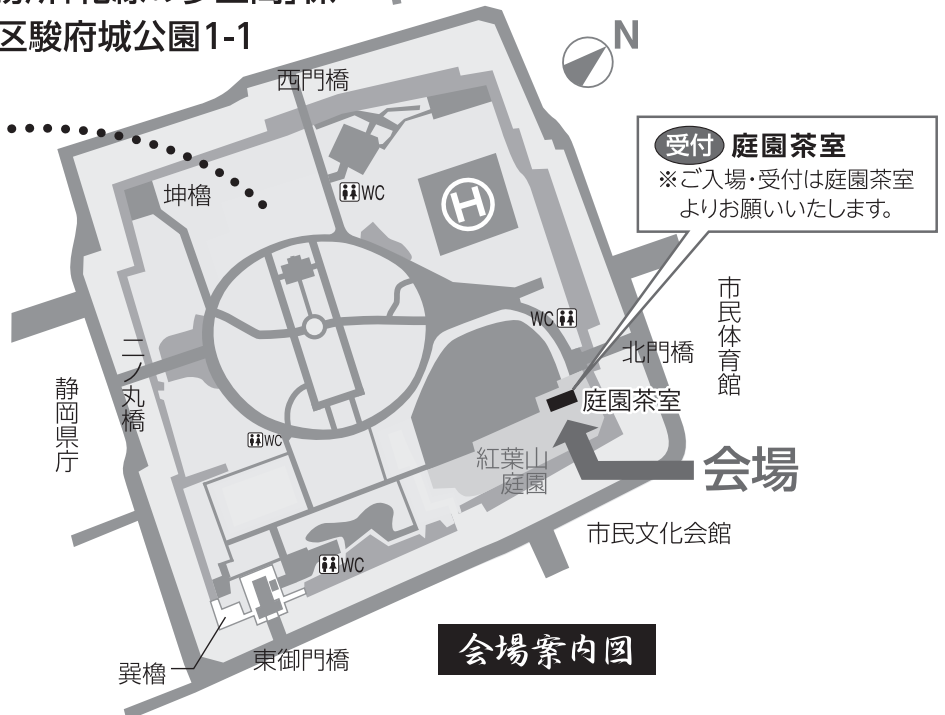 区駿府城公園1-1
N
西門橋
受付 庭園茶室
※ご入場・受付は庭園茶室
よりお願いいたします。
坤櫓
WC
H
市民体育館
WC
北門橋
二ノ丸橋
静岡県庁
庭園茶室
WC
紅葉山
庭園
会場
市民文化会館
WC
会場案内図
東御門橋
巽櫓